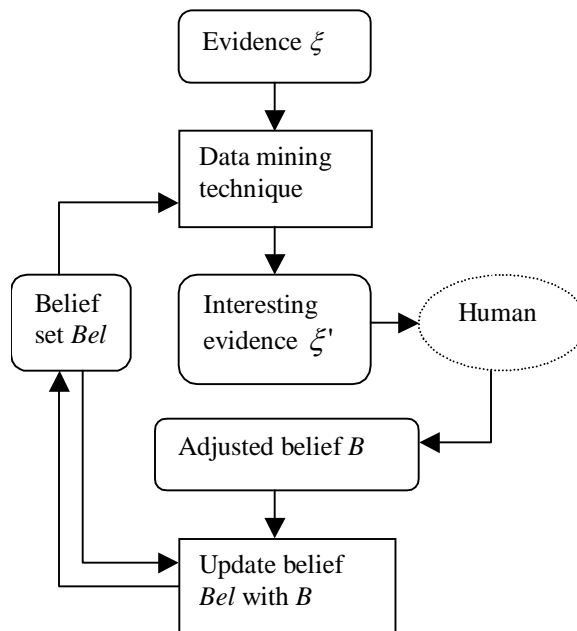 Evidence ξ
Data mining
technique
Belief
set Bel
Interesting
evidence ξ'
Human
Adjusted belief B
Update belief
Bel with B